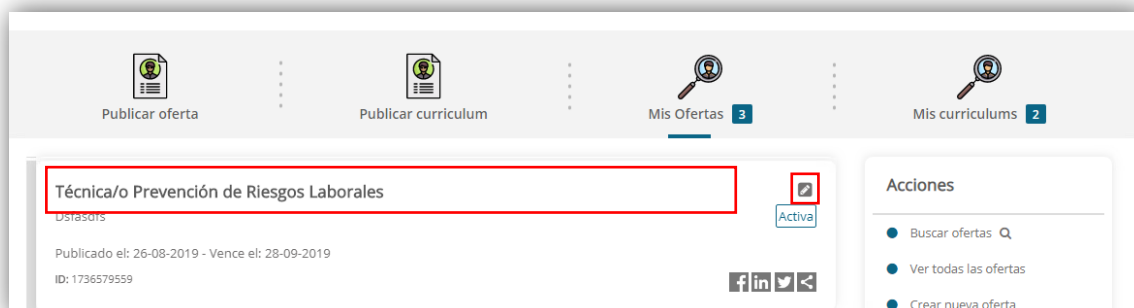 Publicar oferta
Publicar curriculum
Mis Ofertas 3
Mis curriculums 2
Técnica/o Prevención de Riesgos Laborales
Dsfasdfs
Activa
Publicado el: 26-08-2019 - Vence el: 28-09-2019
ID: 1736579559
Acciones
Buscar ofertas
Ver todas las ofertas
Crear nueva oferta